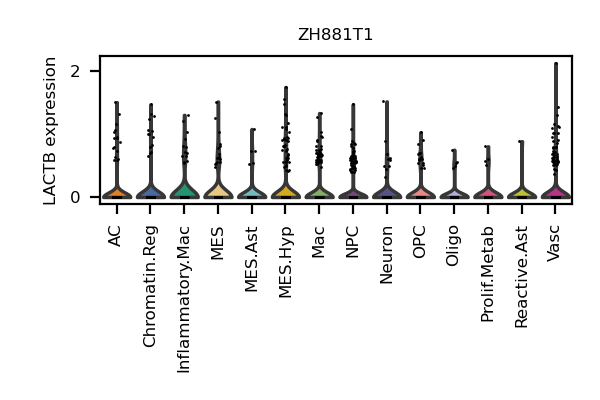 ZH881T1
LACTB expression
2
0
AC
Chromatin.Reg
Inflammatory.Mac
MES
MES.Ast
MES.Hyp
Mac
NPC
Neuron
OPC
Oligo
Prolif.Metab
Reactive.Ast
Vasc